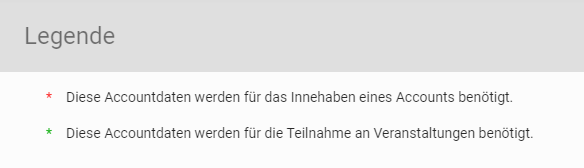 Legende
* Diese Accountdaten werden für das Innehaben eines Accounts benötigt.
* Diese Accountdaten werden für die Teilnahme an Veranstaltungen benötigt.